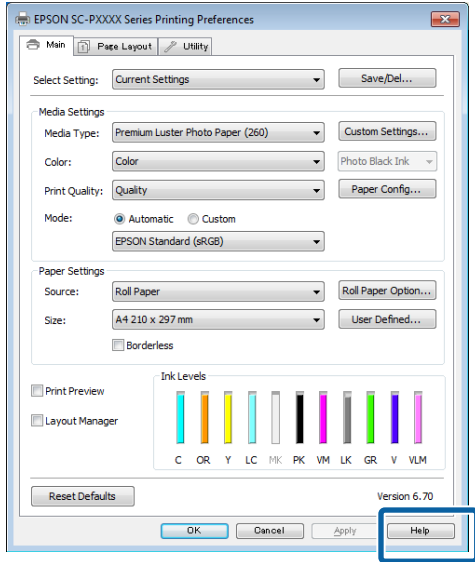 EPSON SC-PXXXX Series Printing Preferences
Main Page Layout Utility
Select Setting: Current Settings Save/Del...
Media Settings
Media Type: Premium Luster Photo Paper (260) Custom Settings...
Color: Color Photo Black Ink
Print Quality: Quality Paper Config...
Mode: Automatic Custom
EPSON Standard (sRGB)
Paper Settings
Source: Roll Paper Roll Paper Option...
Size: A4 210 x 297 mm User Defined...
Borderless
Ink Levels
Print Preview
Layout Manager
C OR Y LC MK PK VM LK GR V VLM
Reset Defaults Version 6.70
OK Cancel Apply Help